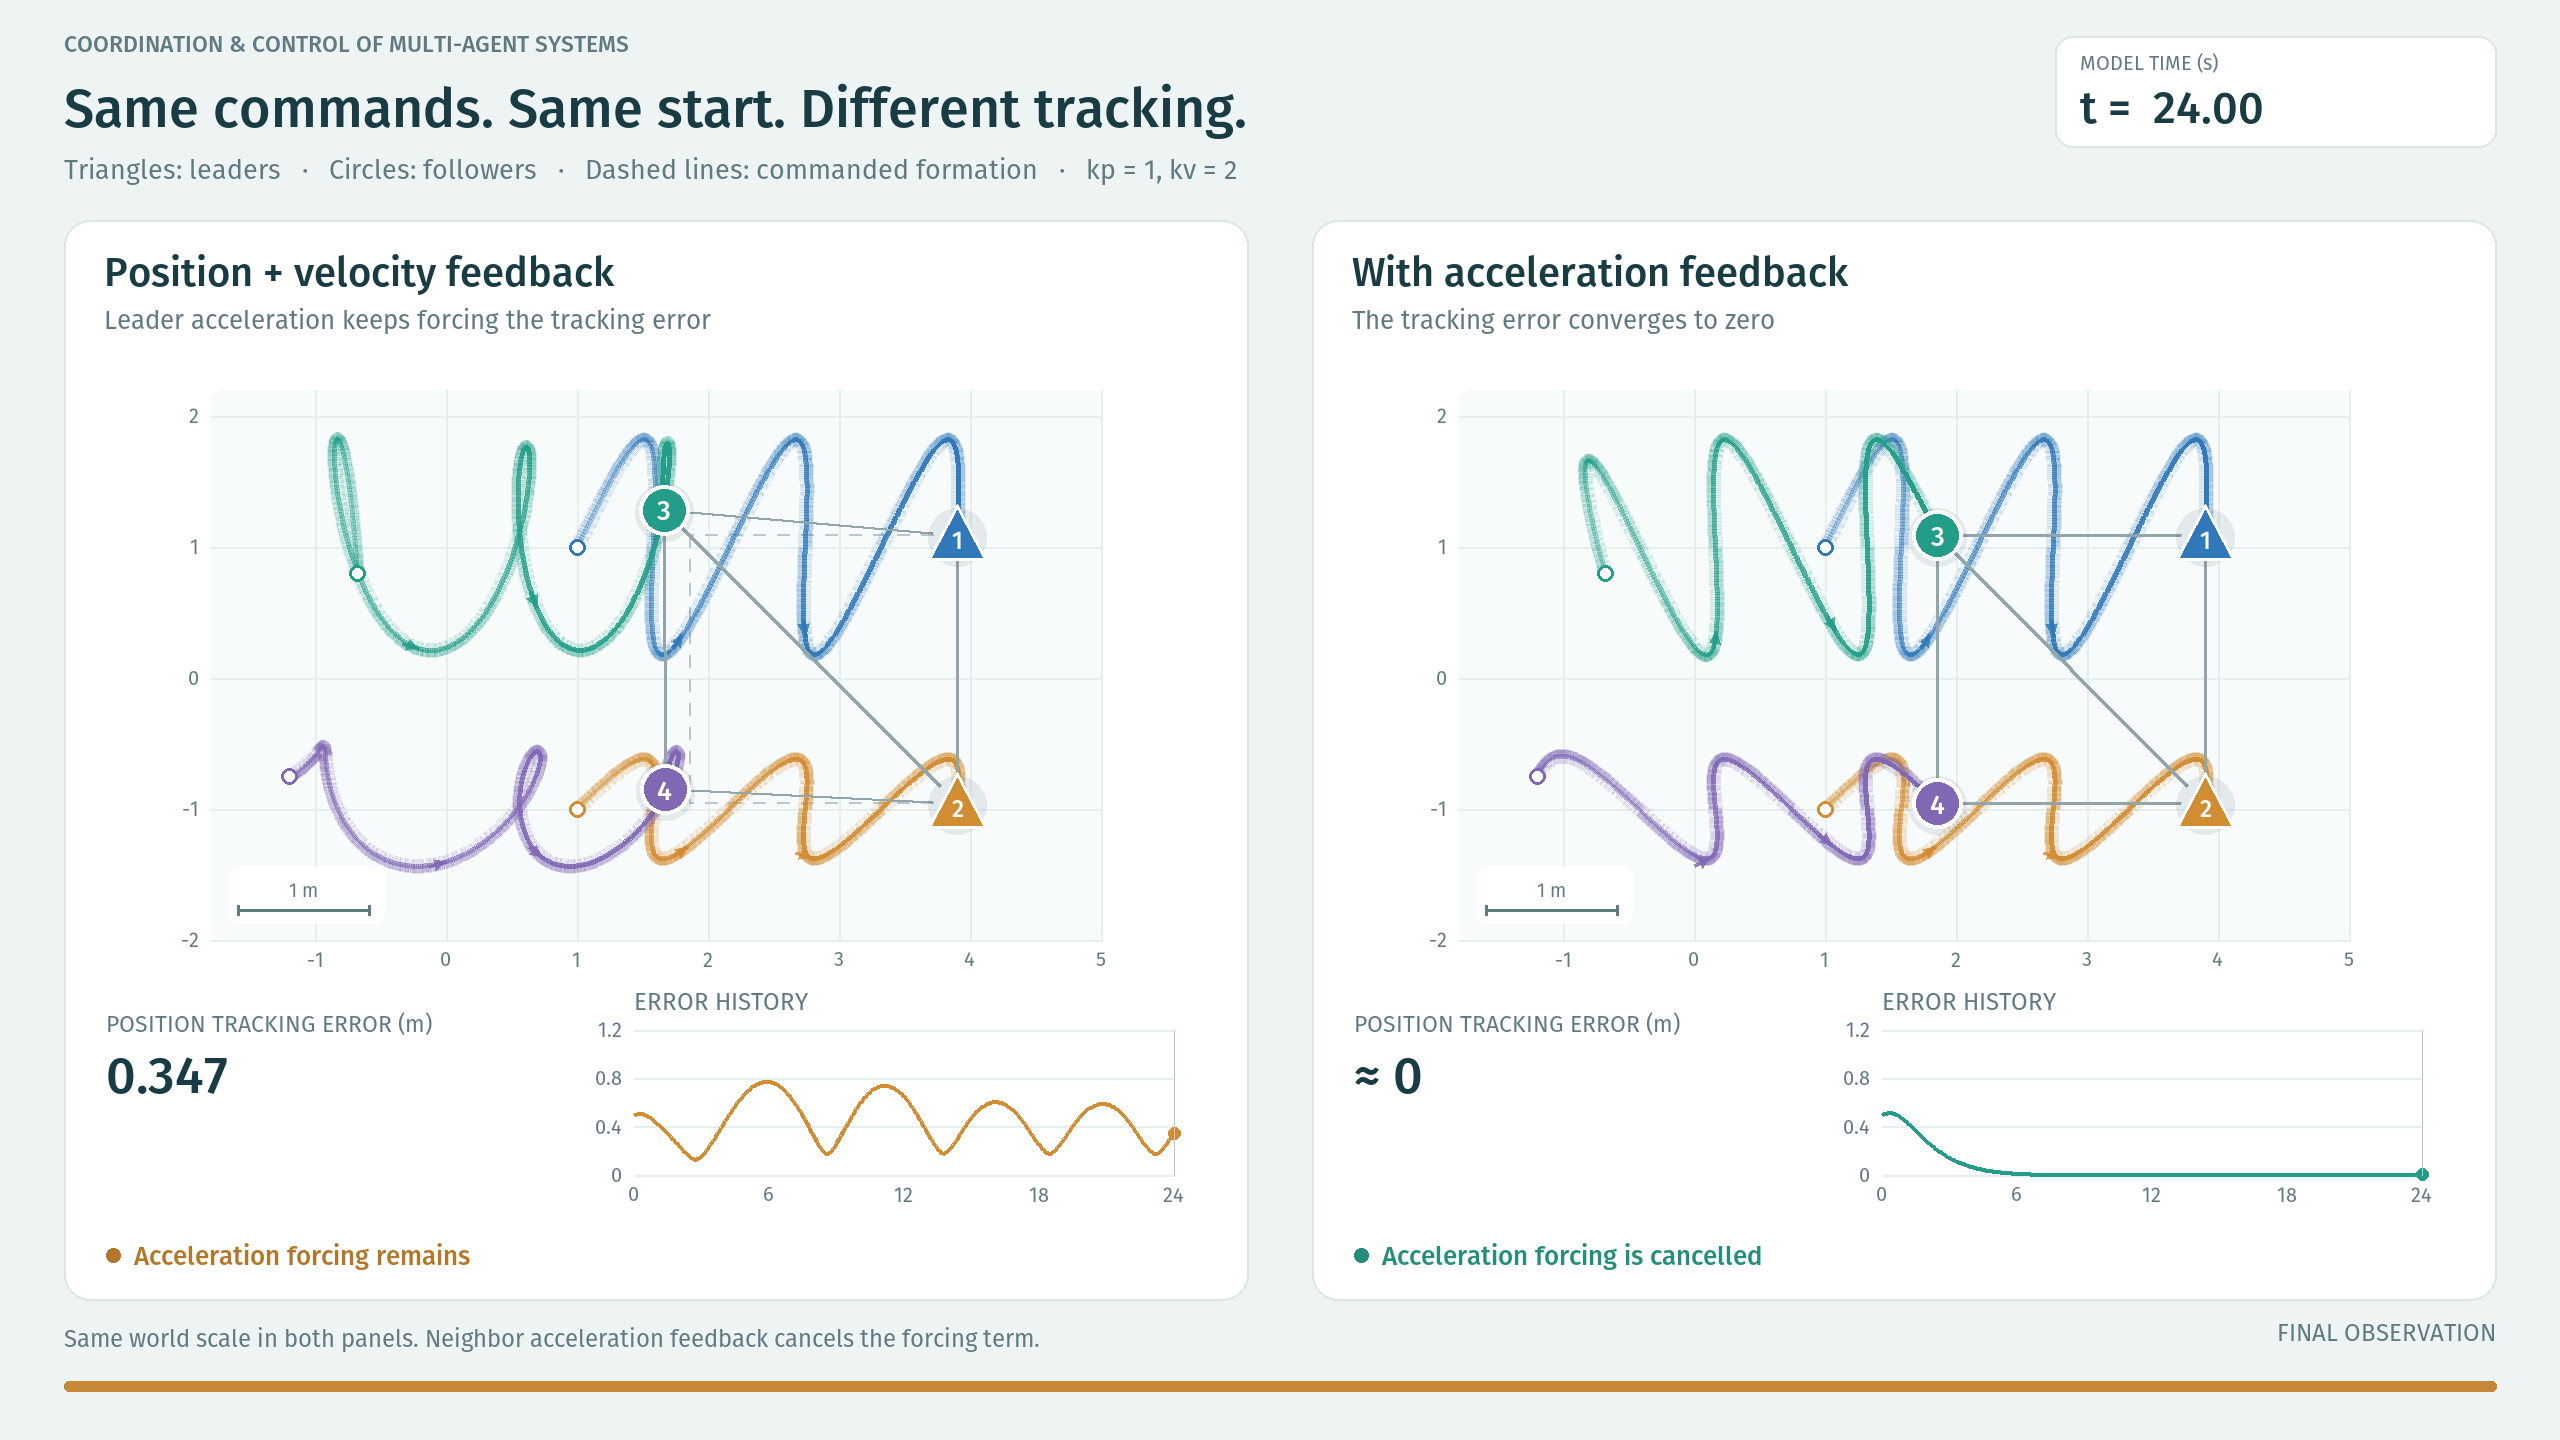 COORDINATION & CONTROL OF MULTI-AGENT SYSTEMS
Same commands. Same start. Different tracking.
Triangles: leaders · Circles: followers · Dashed lines: commanded formation · kp = 1, kv = 2
MODEL TIME (s)
t = 24.00
Position + velocity feedback
Leader acceleration keeps forcing the tracking error
2
1
0
-1
-2
-1
0
1
2
3
4
5
3
1
4
2
1 m
POSITION TRACKING ERROR (m)
0.347
ERROR HISTORY
1.2
0.8
0.4
0
0
6
12
18
24
Acceleration forcing remains
With acceleration feedback
The tracking error converges to zero
2
1
0
-1
-2
-1
0
1
2
3
4
5
3
1
4
2
1 m
POSITION TRACKING ERROR (m)
≈ 0
ERROR HISTORY
1.2
0.8
0.4
0
0
6
12
18
24
Acceleration forcing is cancelled
Same world scale in both panels. Neighbor acceleration feedback cancels the forcing term.
FINAL OBSERVATION